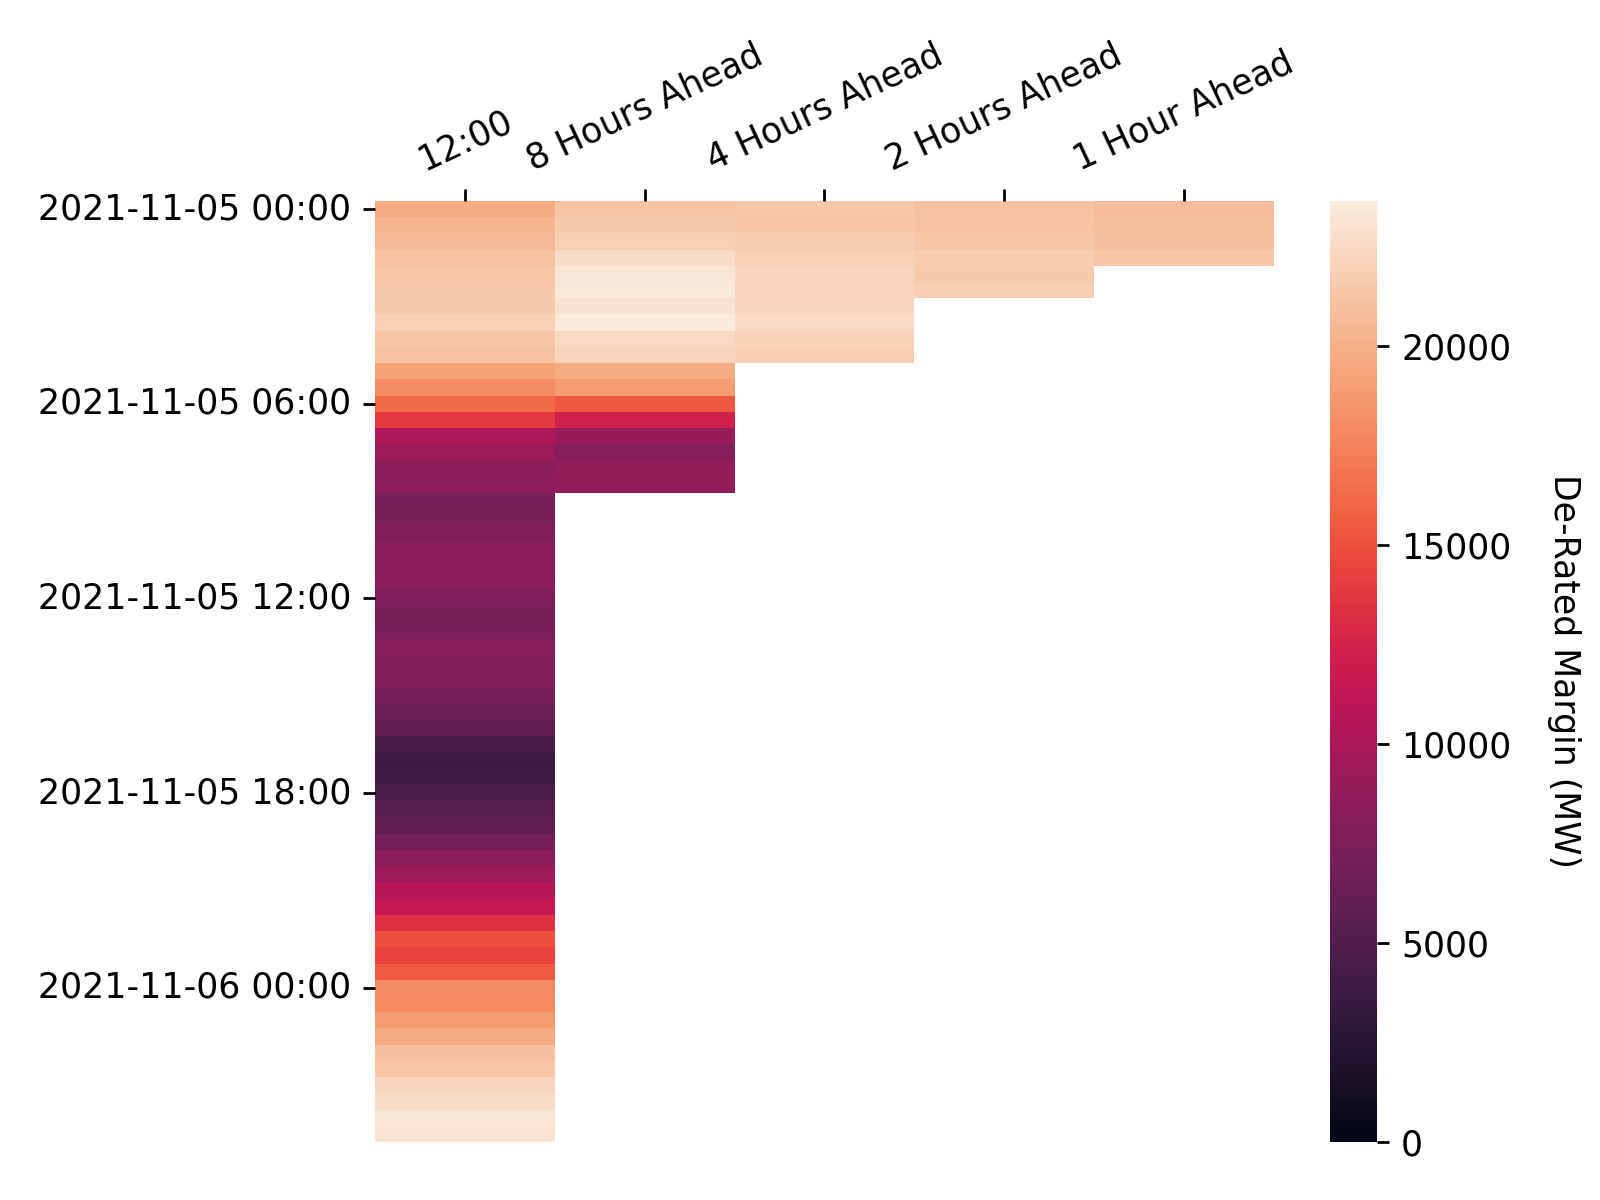 12:00
8 Hours Ahead
4 Hours Ahead
2 Hours Ahead
1 Hour Ahead
2021-11-05 00:00
2021-11-05 06:00
2021-11-05 12:00
2021-11-05 18:00
2021-11-06 00:00
20000
15000
10000
5000
0
De-Rated Margin (MW)